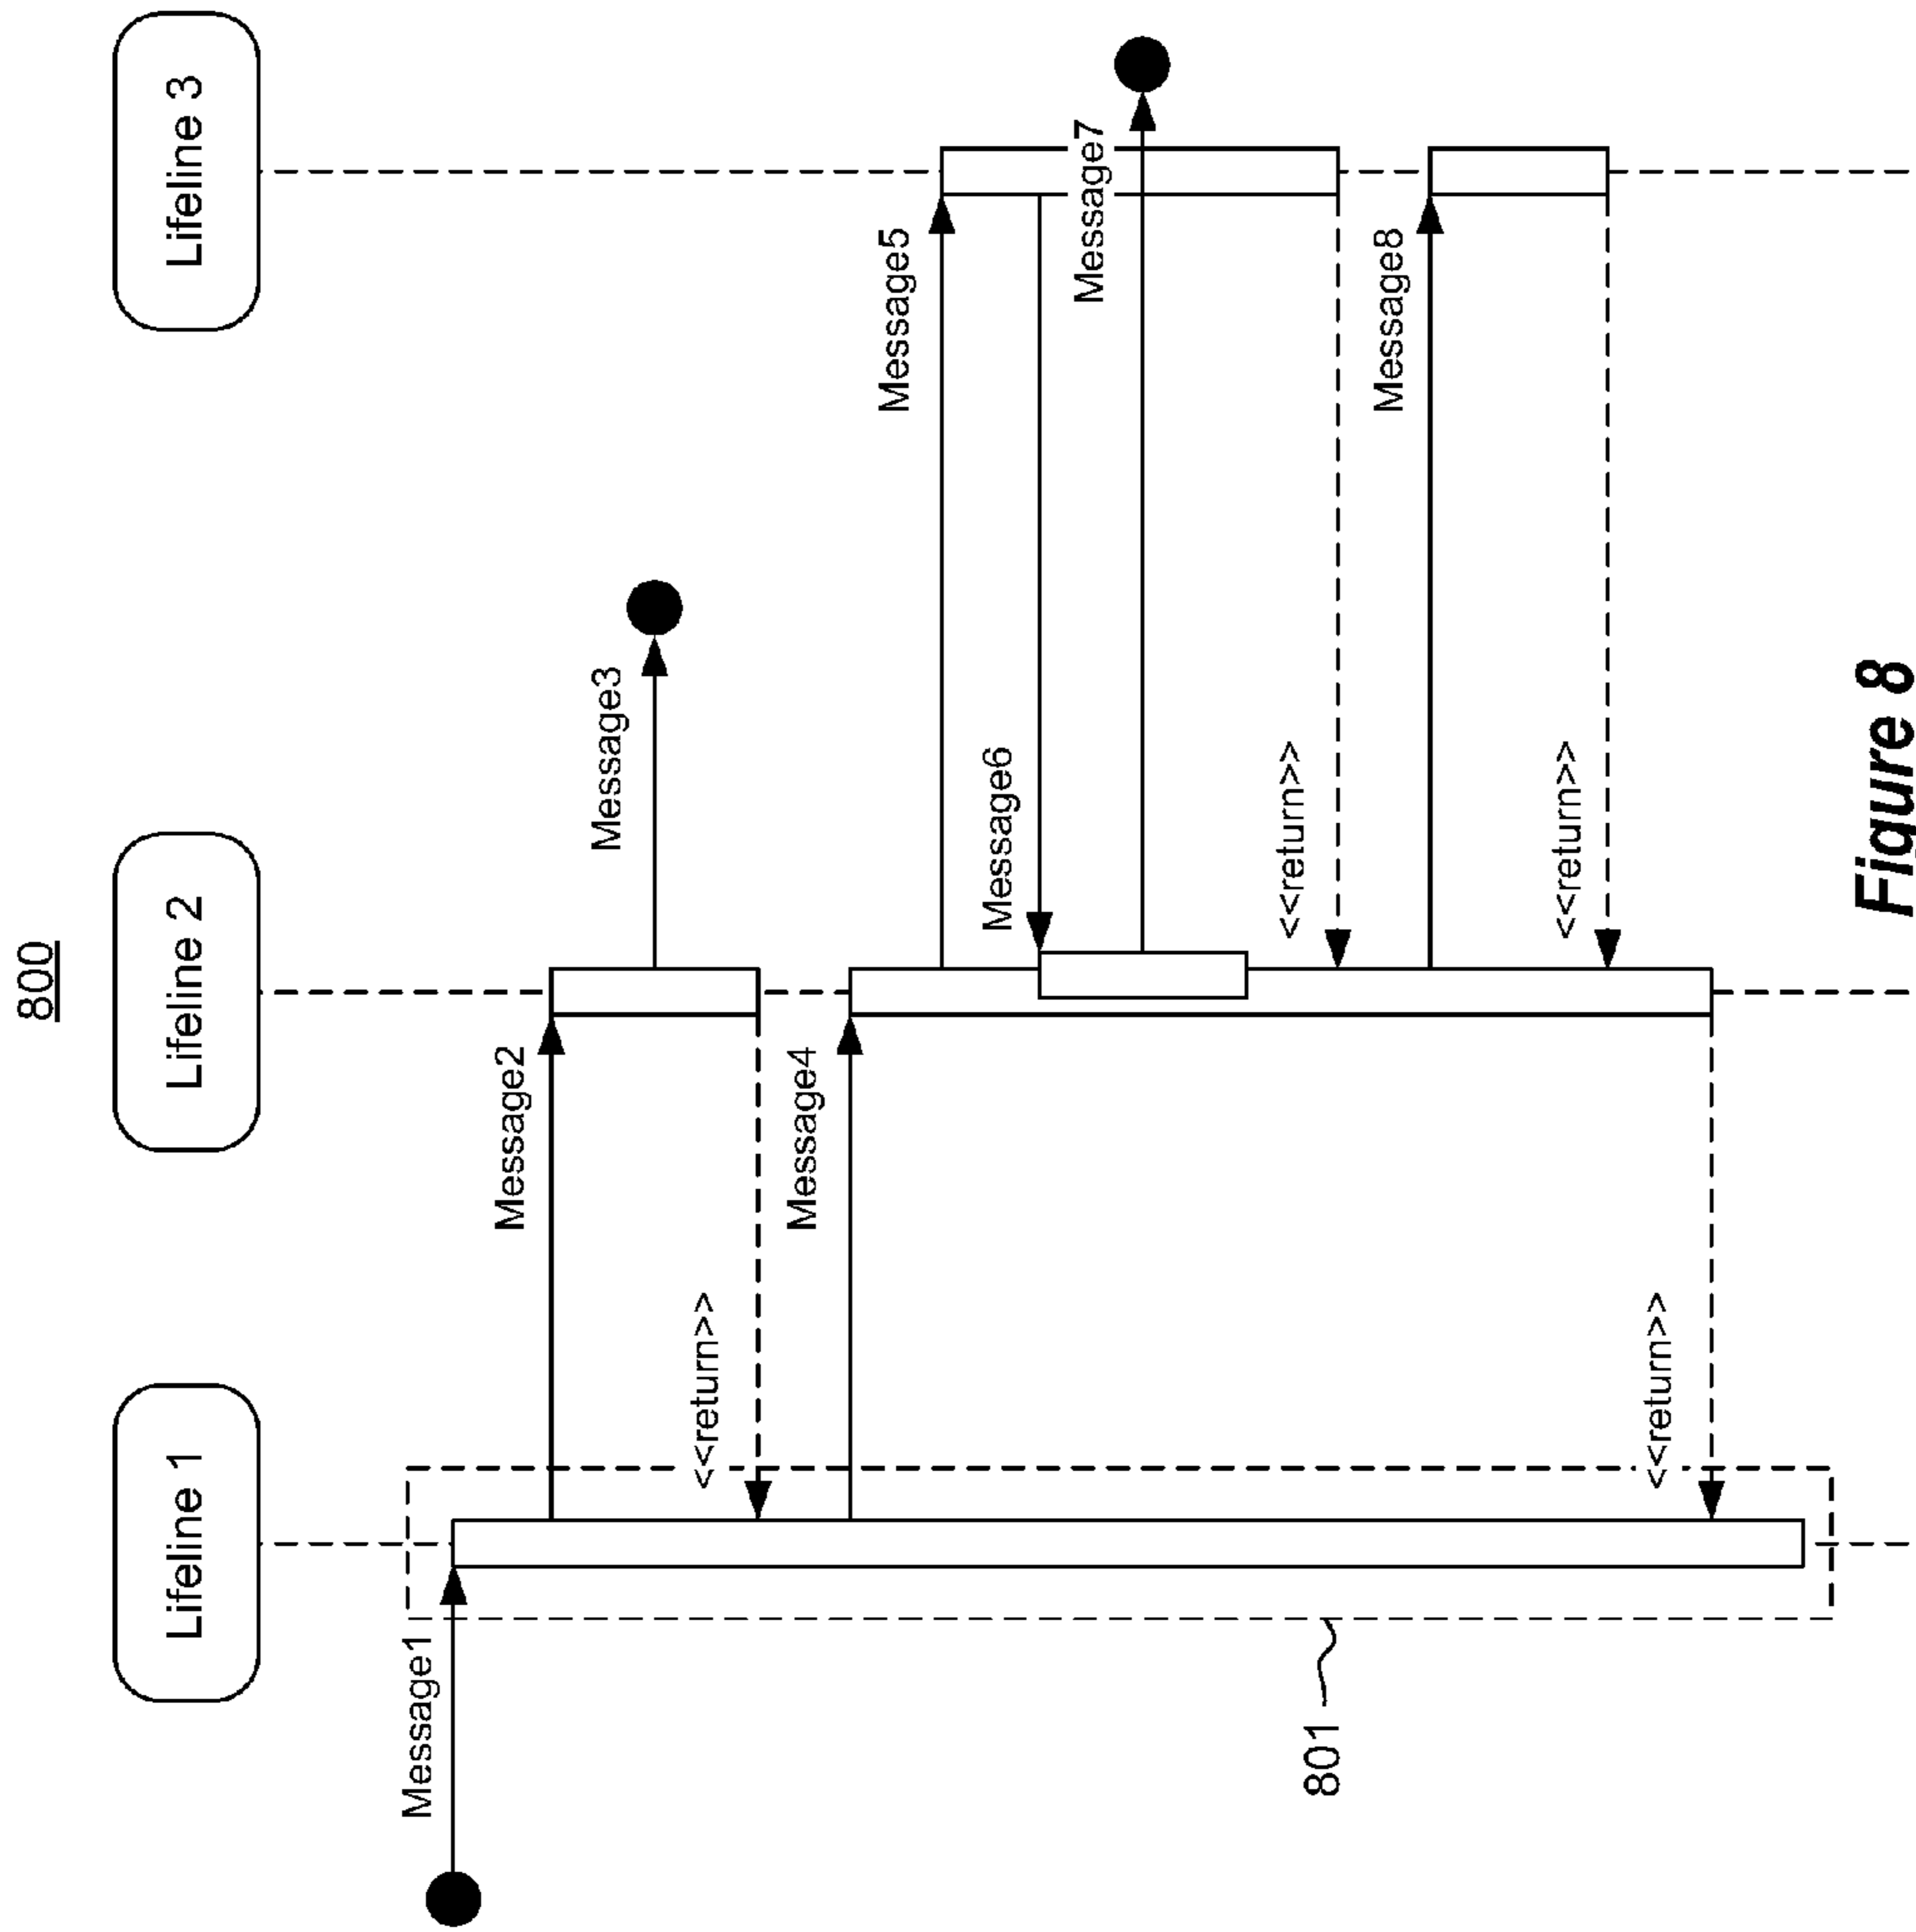 800
Lifeline 1
Lifeline 2
Lifeline 3
Message1
Message2
Message3
<<return>>
Message4
Message5
Message6
Message7
<<return>>
Message8
<<return>>
<<return>>
801
Figure 8